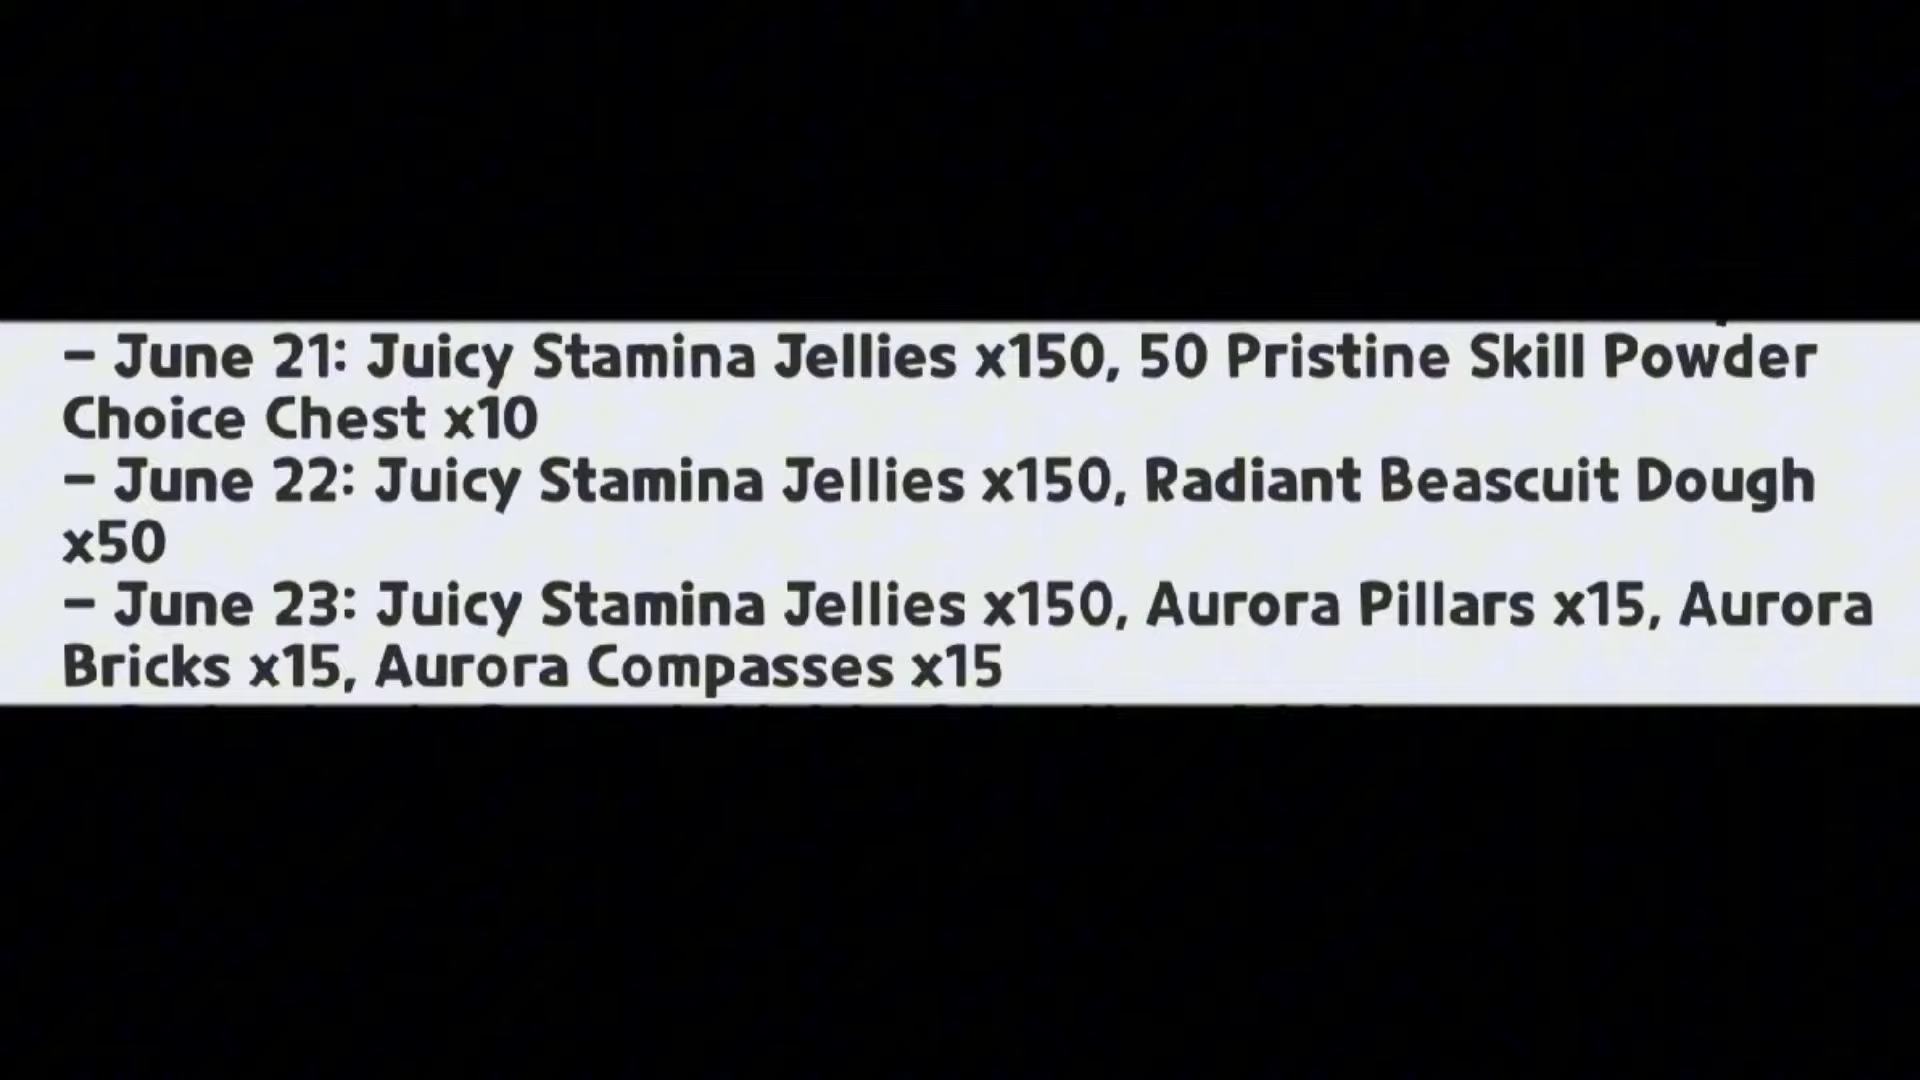 – June 21: Juicy Stamina Jellies x150, 50 Pristine Skill Powder
Choice Chest x10
– June 22: Juicy Stamina Jellies x150, Radiant Beascuit Dough
x50
– June 23: Juicy Stamina Jellies x150, Aurora Pillars x15, Aurora
Bricks x15, Aurora Compasses x15